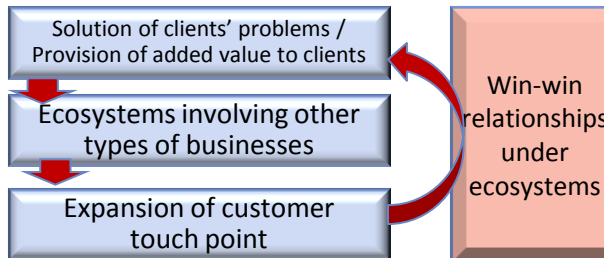 Solution of clients’ problems /
Provision of added value to clients
Ecosystems involving other
types of businesses
Expansion of customer
touch point
Win-win
relationships
under
ecosystems